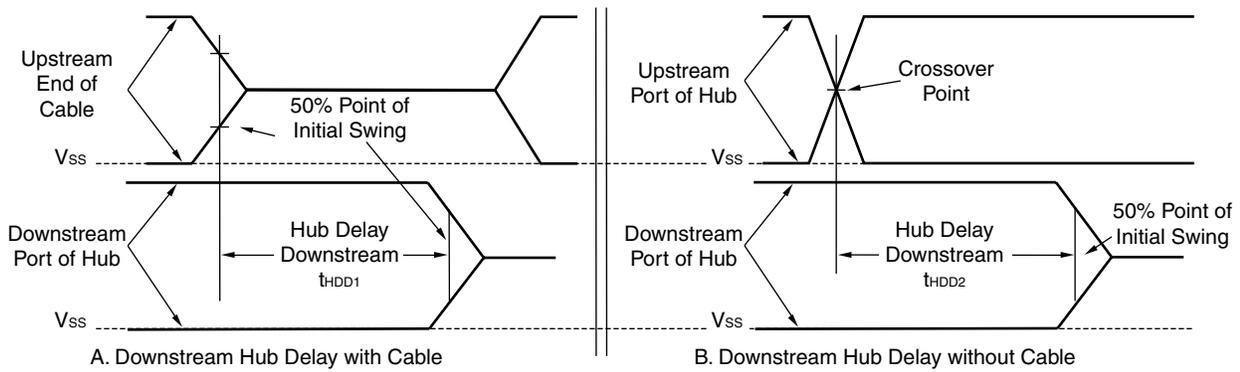 Upstream
End of
Cable
50% Point of
Initial Swing
VSS
Downstream
Port of Hub
Hub Delay
Downstream
tHDD1
VSS
A. Downstream Hub Delay with Cable
Upstream
Port of Hub
Crossover
Point
VSS
Downstream
Port of Hub
Hub Delay
Downstream
tHDD2
50% Point of
Initial Swing
VSS
B. Downstream Hub Delay without Cable